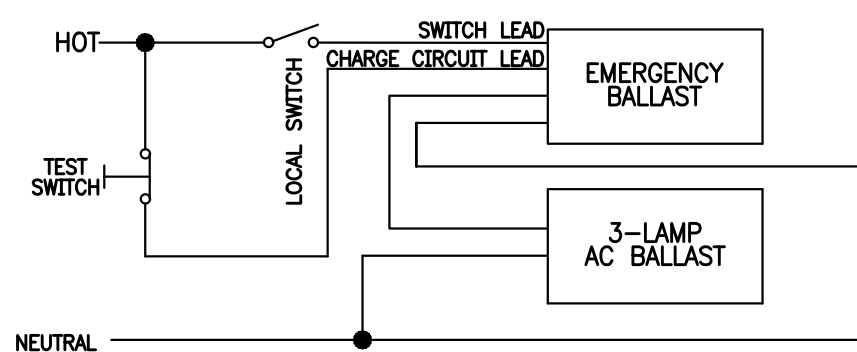 HOT
SWITCH LEAD
CHARGE CIRCUIT LEAD
LOCAL SWITCH
EMERGENCY
BALLAST
TEST
SWITCH
3-LAMP
AC BALLAST
NEUTRAL